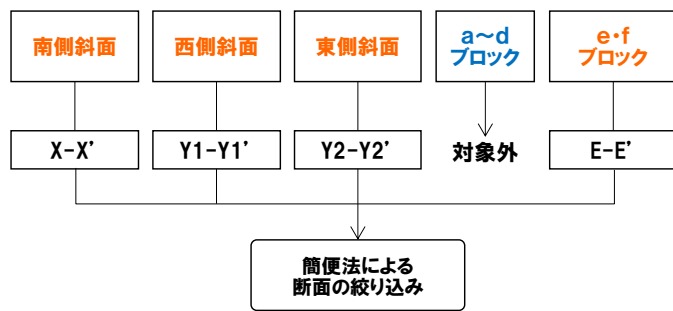 南側斜面
西側斜面
東側斜面
a~d
ブロック
e・f
ブロック
X-X’
Y1-Y1’
Y2-Y2’
対象外
E-E’
簡便法による
断面の絞り込み